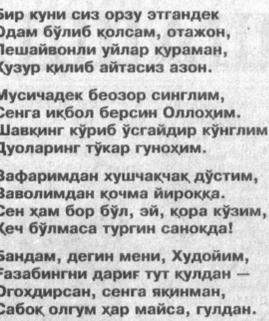 Бир куни сиз орзу этгандек
Одам бўлиб қолсам, отажон,
Пешайвонли уйлар қураман,
Ҳузур қилиб айтасиз азон.
Мусичадек беозор синглим,
Сенга иқбол берсин Оллоҳим.
Шавқинг кўриб ўсгайдир кўнглим
Дуоларинг тўкар гуноҳим.
Зафаримдан хушчақчақ дўстим,
Заволимдан қочма йироққа.
Сен ҳам бор бўл, эй, қора кўзим,
Ҳеч бўлмаса тургин саноқда!
Бандам, дегин мени, Худойим,
Ғазабингни дариғ тут қулдан —
Огоҳдирсан, сенга яқинман,
Сабоқ олгум ҳар майса, гулдан.